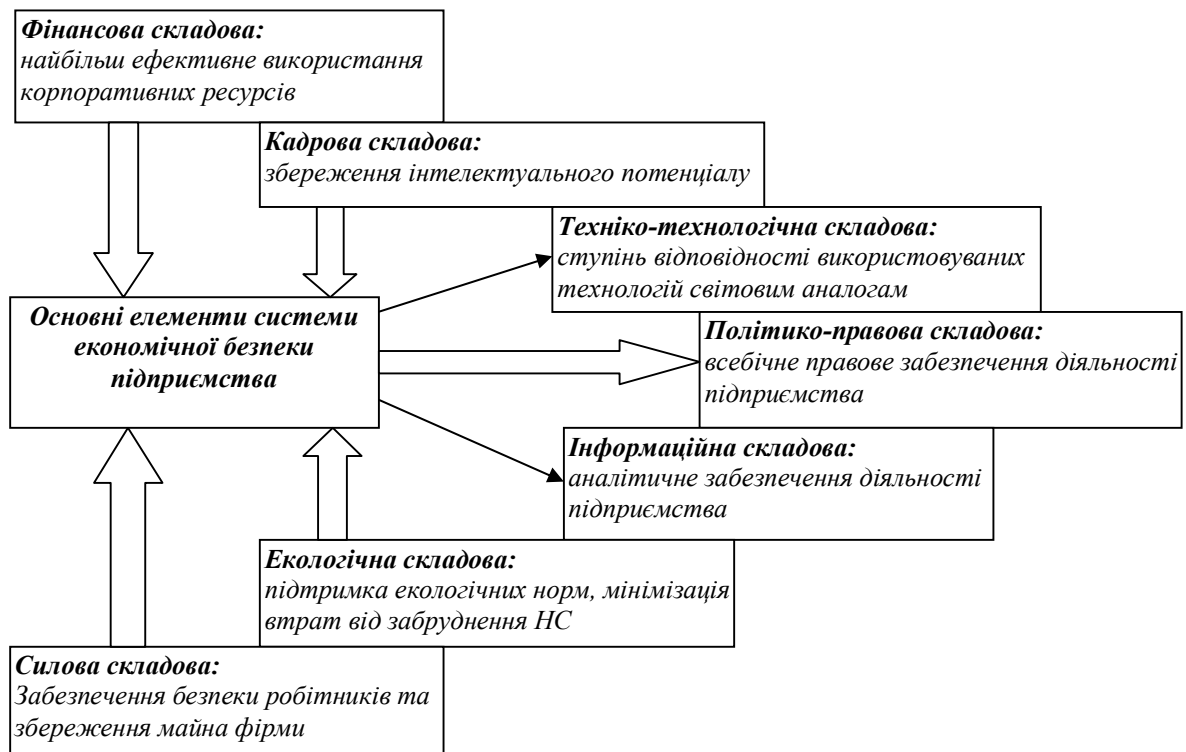 Фінансова складова:
найбільш ефективне використання
корпоративних ресурсів
Кадрова складова:
збереження інтелектуального потенціалу
Техніко-технологічна складова:
ступінь відповідності використовуваних
технологій світовим аналогам
Основні елементи системи
економічної безпеки
підприємства
Політико-правова складова:
всебічне правове забезпечення діяльності
підприємства
Інформаційна складова:
аналітичне забезпечення діяльності
підприємства
Екологічна складова:
підтримка екологічних норм, мінімізація
втрат від забруднення НС
Силова складова:
Забезпечення безпеки робітників та
збереження майна фірми